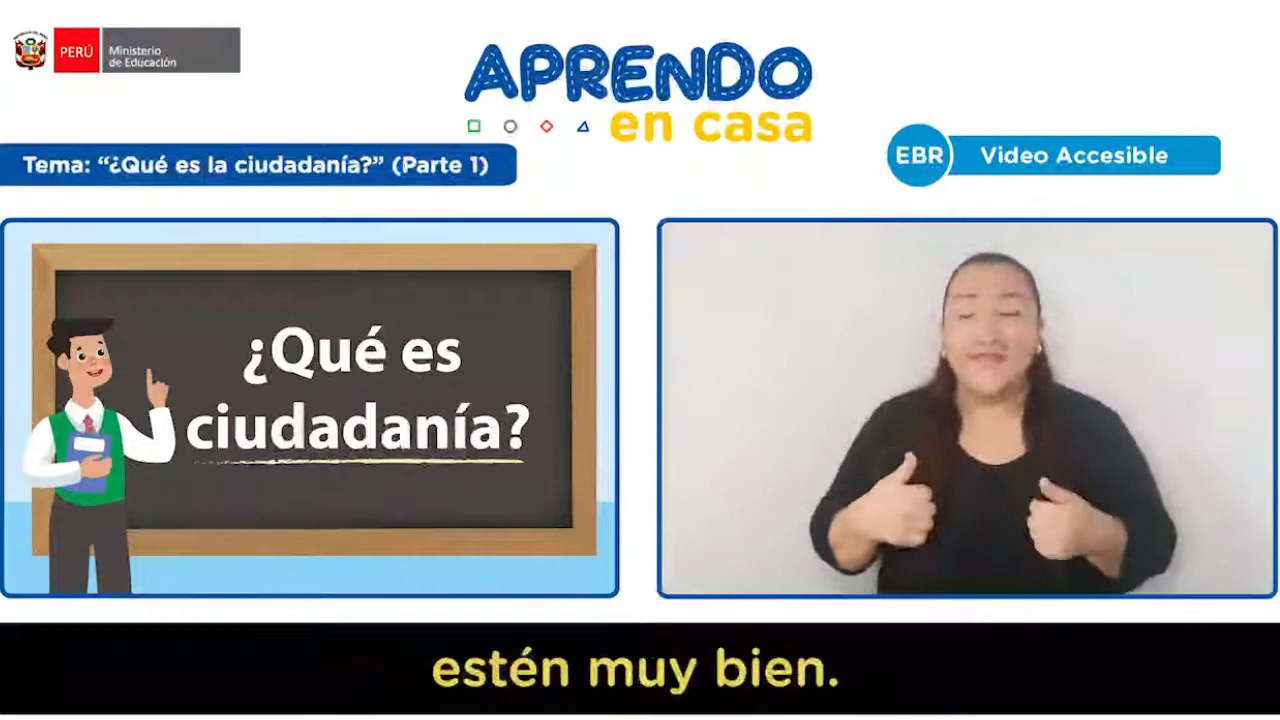 PERÚ
Ministerio
de Educación
APRENDO
en casa
Tema: “¿Qué es la ciudadanía?” (Parte 1)
EBR
Video Accesible
¿Qué es
ciudadanía?
estén muy bien.